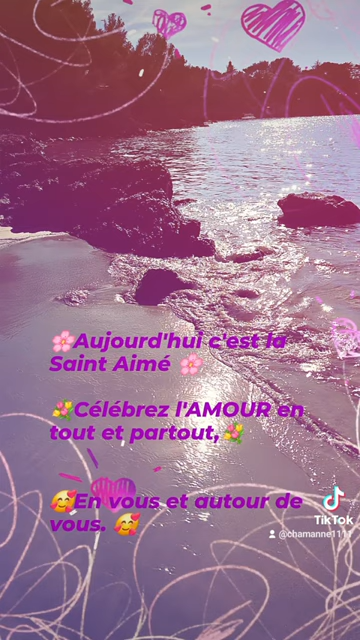 🌸Aujourd'hui c'est la
Saint Aimé 🌸
💐Célébrez l'AMOUR en
tout et partout,💐
🥰En vous et autour de
vous. 🥰
TikTok
@chamanne1111